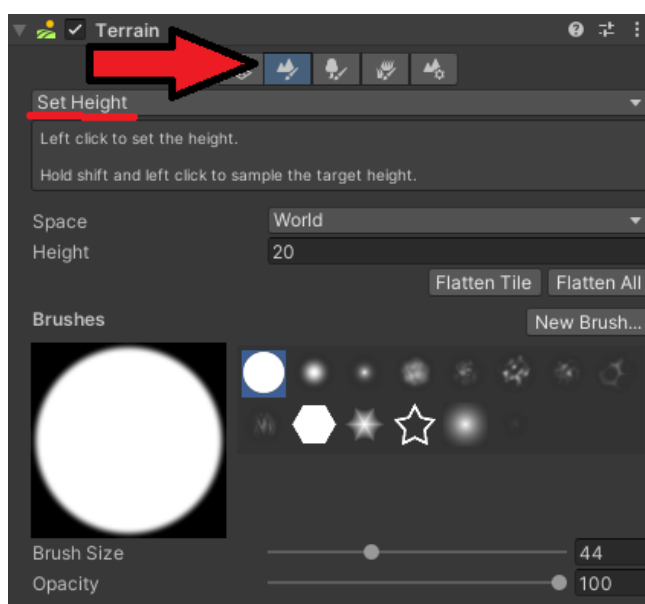 Terrain
Set Height
Left click to set the height.
Hold shift and left click to sample the target height.
Space World
Height 20
Flatten Tile Flatten All
Brushes New Brush...
Brush Size 44
Opacity 100